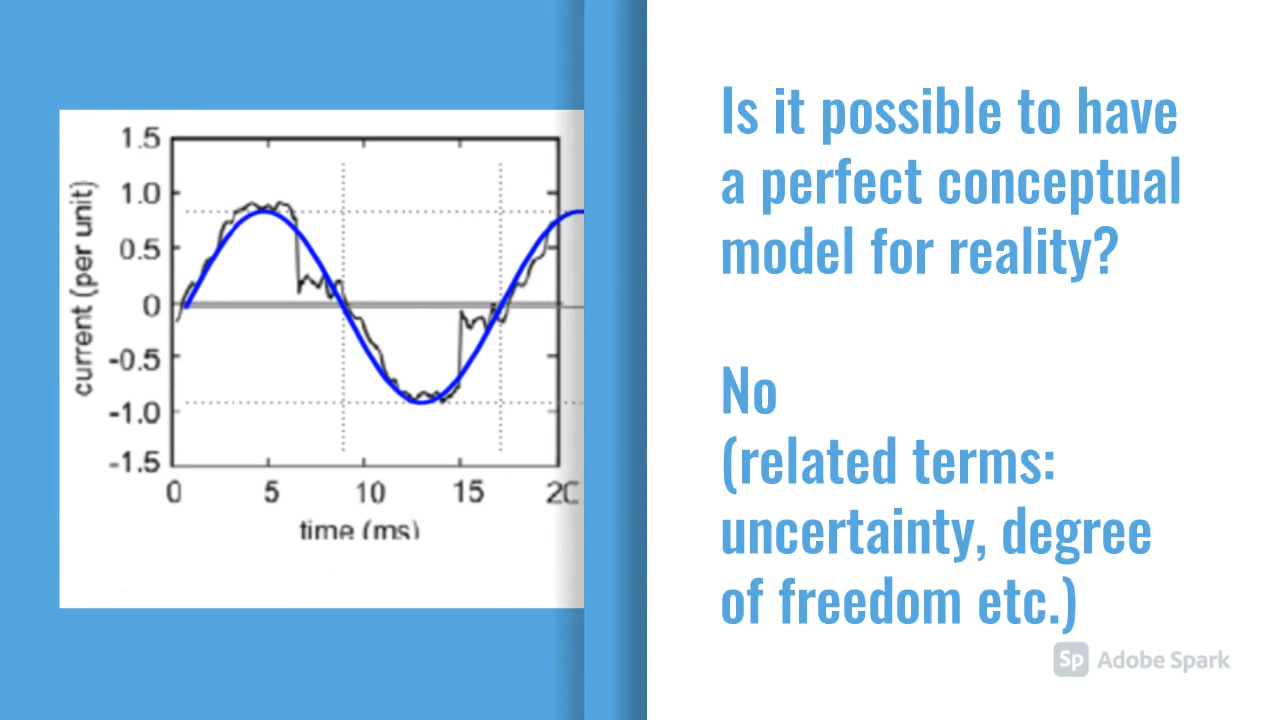 1.5
1.0
0.5
0
-0.5
-1.0
-1.5
current (per unit)
0 5 10 15 20
time (ms)
Is it possible to have
a perfect conceptual
model for reality?
No
(related terms:
uncertainty, degree
of freedom etc.)
Sp Adobe Spark